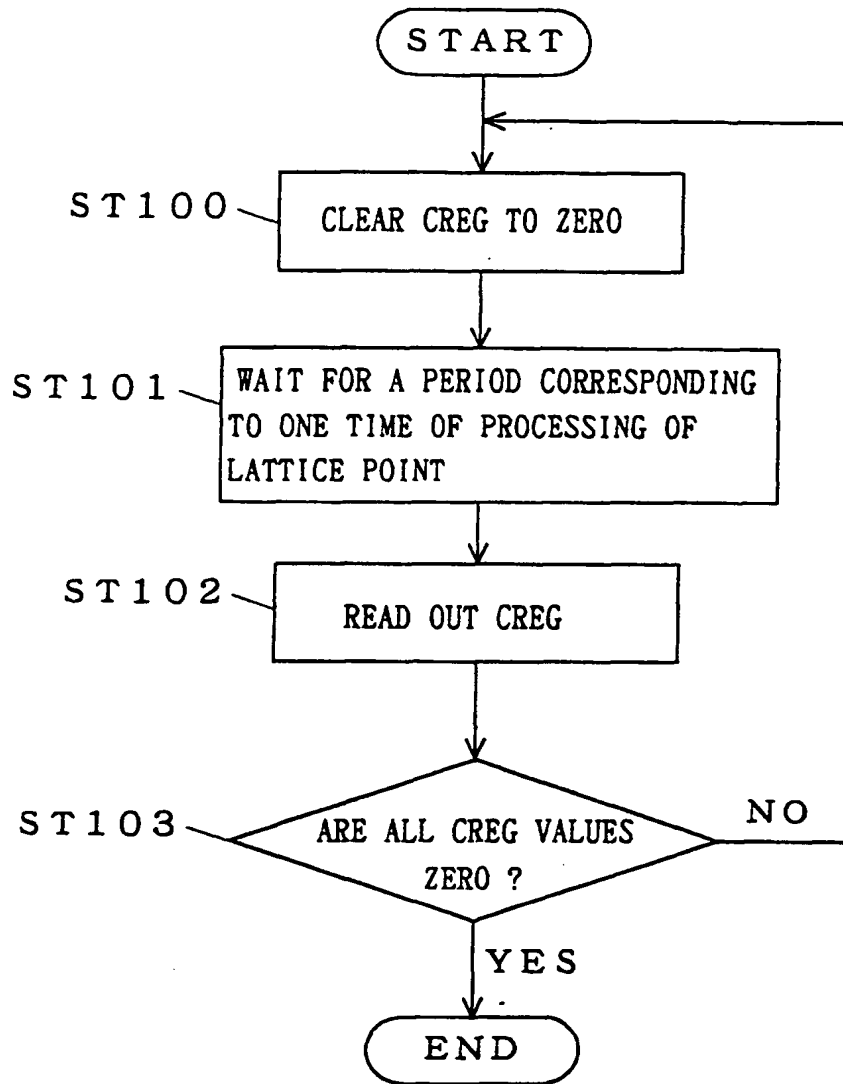 START
ST100
CLEAR CREG TO ZERO
ST101
WAIT FOR A PERIOD CORRESPONDING
TO ONE TIME OF PROCESSING OF
LATTICE POINT
ST102
READ OUT CREG
ST103
ARE ALL CREG VALUES
ZERO ?
NO
YES
END